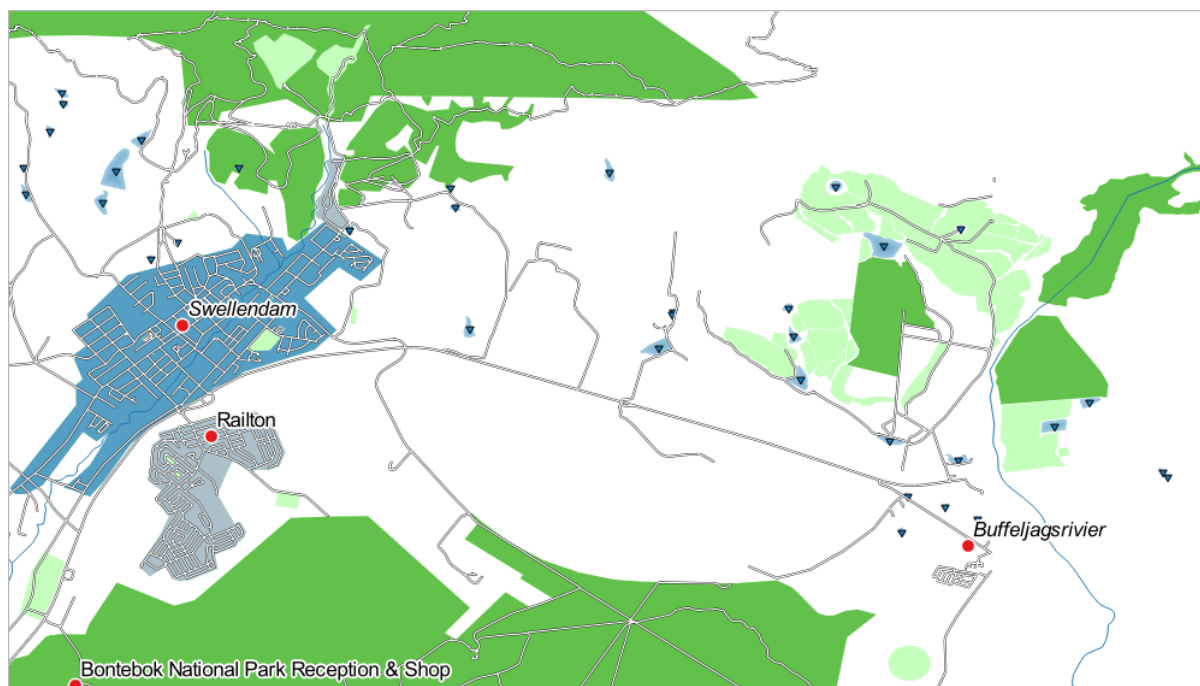 Swellendam
Railton
Buffeljagsrivier
Bontebok National Park Reception & Shop